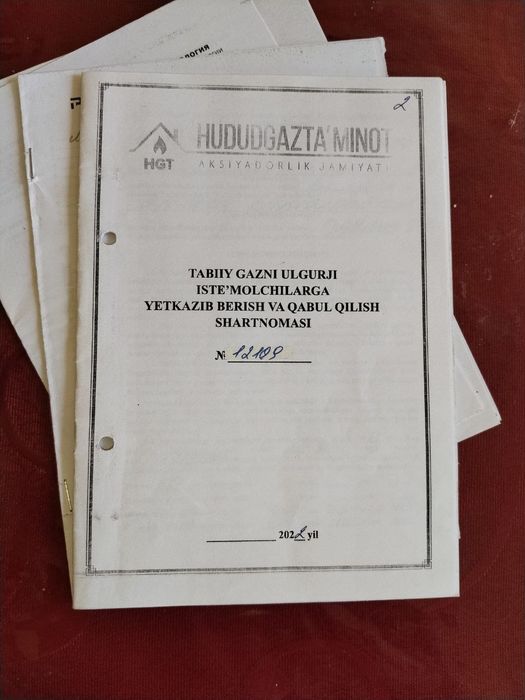 ология
2
HUDUDGAZTA'MINOT
HGT
AKSIYADORLIK JAMIYATI
TABIIY GAZNI ULGURJI
ISTE'MOLCHILARGA
YETKAZIB BERISH VA QABUL QILISH
SHARTNOMASI
№ 12109
2022 yil